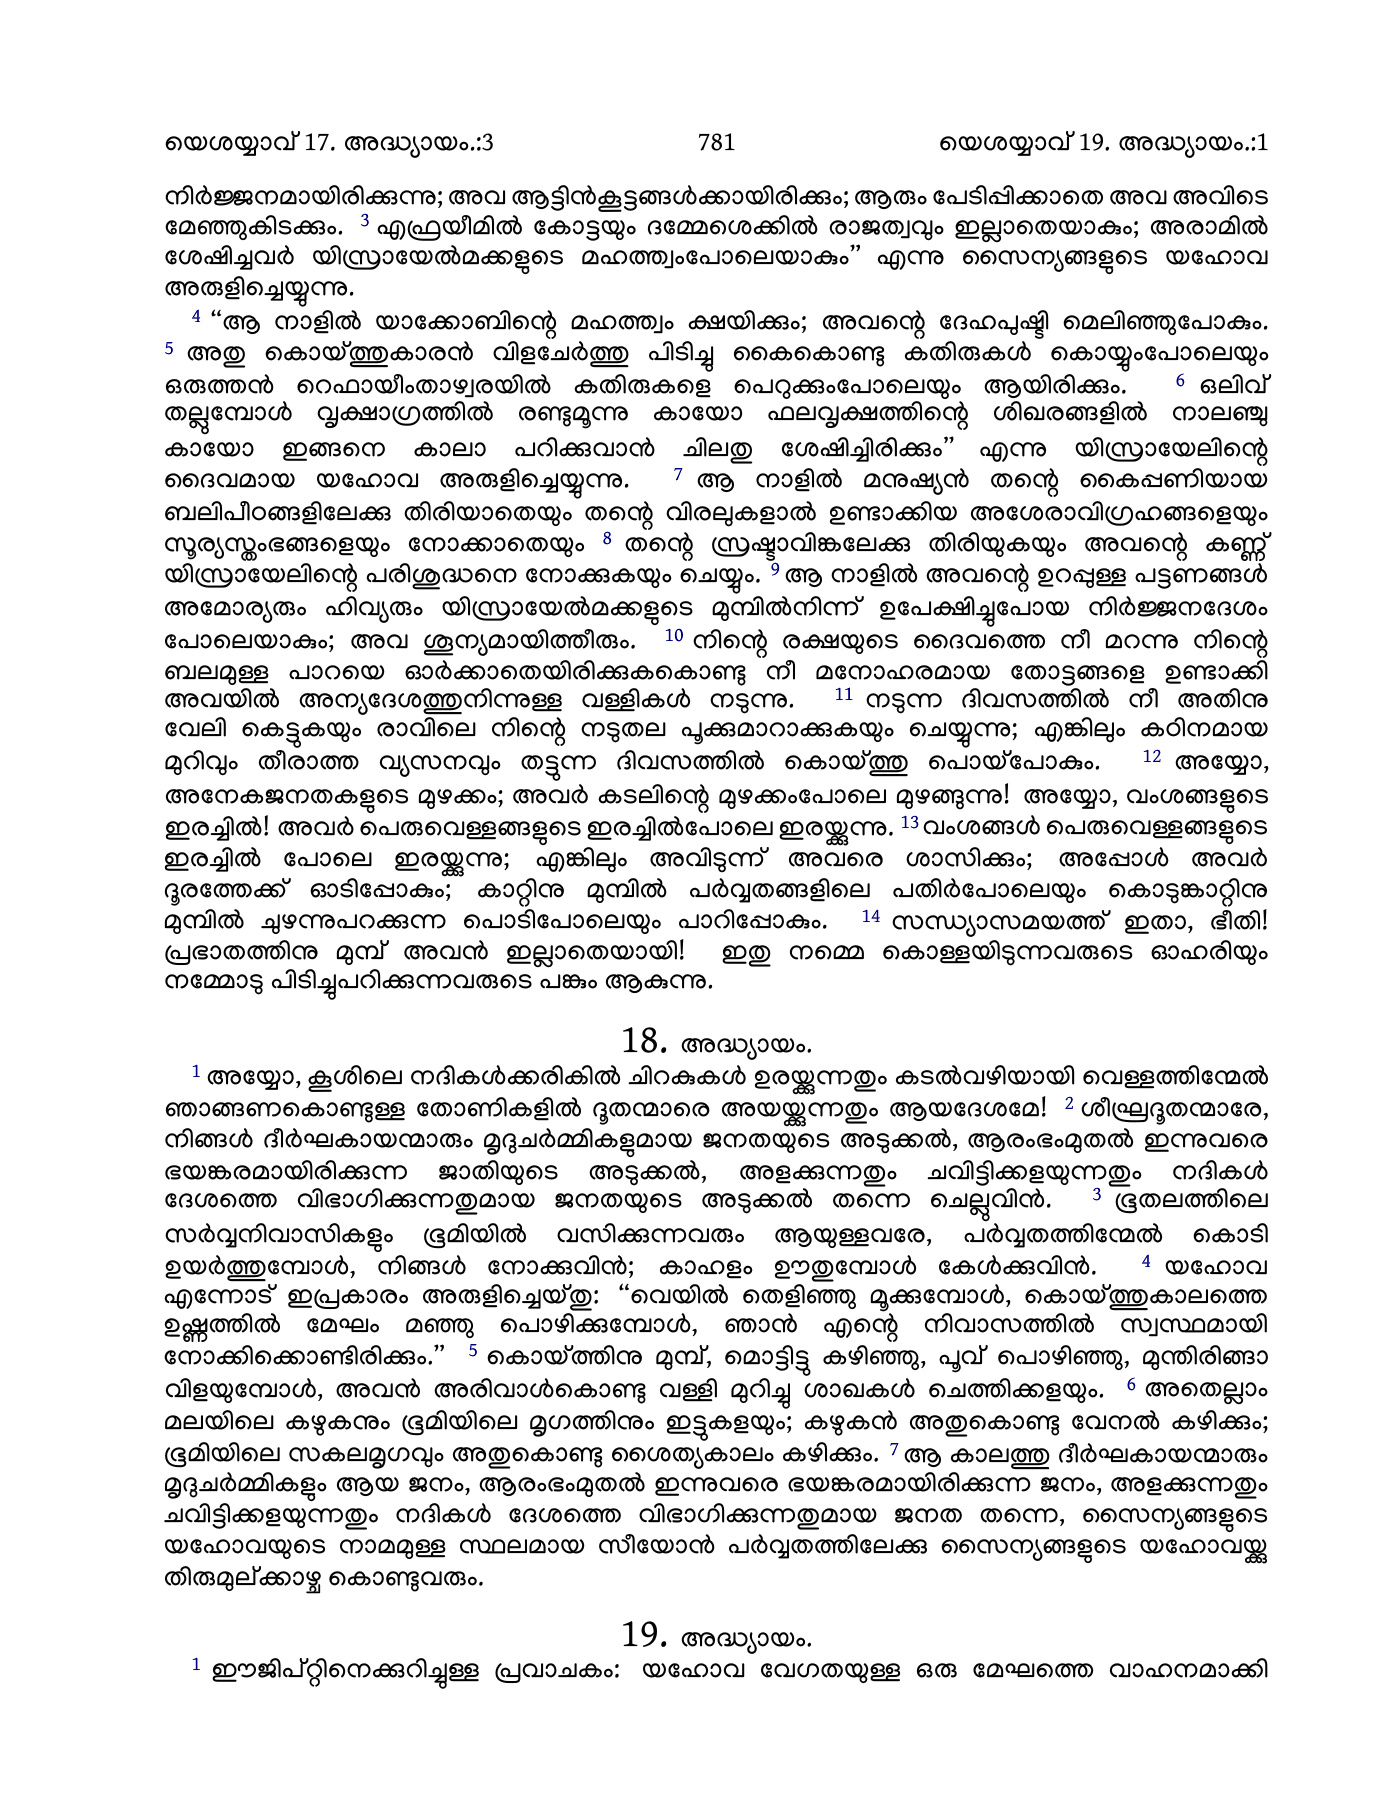 യെശയ്യാവ് 17. അദ്ധ്യായം.:3 781 യെശയ്യാവ് 19. അദ്ധ്യായം.:1
നിർജ്ജനമായിരിക്കുന്നു; അവ ആട്ടിൻകൂട്ടങ്ങൾക്കായിരിക്കും; ആരും പേടിപ്പിക്കാതെ അവ അവിടെ
മേഞ്ഞുകിടക്കും. 3 എഫ്രയീമിൽ കോട്ടയും ദമ്മേശെക്കിൽ രാജത്വവും ഇല്ലാതെയാകും; അരാമിൽ
ശേഷിച്ചവർ യിസ്രായേൽമക്കളുടെ മഹത്ത്വംപോലെയാകും” എന്നു സൈന്യങ്ങളുടെ യഹോവ
അരുളിച്ചെയ്യുന്നു.
4 “ആ നാളിൽ യാക്കോബിന്റെ മഹത്ത്വം ക്ഷയിക്കും; അവന്റെ ദേഹപുഷ്ടി മെലിഞ്ഞുപോകും.
5 അതു കൊയ്ത്തുകാരൻ വിളചേർത്തു പിടിച്ചു കൈകൊണ്ടു കതിരുകൾ കൊയ്യുംപോലെയും
ഒരുത്തൻ റെഫായീംതാഴ്വരയിൽ കതിരുകളെ പെറുക്കുംപോലെയും ആയിരിക്കും. 6 ഒലിവ്
തല്ലുമ്പോൾ വൃക്ഷാഗ്രത്തിൽ രണ്ടുമൂന്നു കായോ ഫലവൃക്ഷത്തിന്റെ ശിഖരങ്ങളിൽ നാലഞ്ചു
കായോ ഇങ്ങനെ കാലാ പറിക്കുവാൻ ചിലതു ശേഷിച്ചിരിക്കും” എന്നു യിസ്രായേലിന്റെ
ദൈവമായ യഹോവ അരുളിച്ചെയ്യുന്നു. 7 ആ നാളിൽ മനുഷ്യൻ തന്റെ കൈപ്പണിയായ
ബലിപീഠങ്ങളിലേക്കു തിരിയാതെയും തന്റെ വിരലുകളാൽ ഉണ്ടാക്കിയ അശേരാവിഗ്രഹങ്ങളെയും
സൂര്യസ്തംഭങ്ങളെയും നോക്കാതെയും 8 തന്റെ സ്രഷ്ടാവിങ്കലേക്കു തിരിയുകയും അവന്റെ കണ്ണ്
യിസ്രായേലിന്റെ പരിശുദ്ധനെ നോക്കുകയും ചെയ്യും. 9 ആ നാളിൽ അവന്റെ ഉറപ്പുള്ള പട്ടണങ്ങൾ
അമോര്യരും ഹിവ്യരും യിസ്രായേൽമക്കളുടെ മുമ്പിൽനിന്ന് ഉപേക്ഷിച്ചുപോയ നിർജ്ജനദേശം
പോലെയാകും; അവ ശൂന്യമായിത്തീരും. 10 നിന്റെ രക്ഷയുടെ ദൈവത്തെ നീ മറന്നു നിന്റെ
ബലമുള്ള പാറയെ ഓർക്കാതെയിരിക്കുകകൊണ്ടു നീ മനോഹരമായ തോട്ടങ്ങളെ ഉണ്ടാക്കി
അവയിൽ അന്യദേശത്തുനിന്നുള്ള വള്ളികൾ നടുന്നു. 11 നടുന്ന ദിവസത്തിൽ നീ അതിനു
വേലി കെട്ടുകയും രാവിലെ നിന്റെ നടുതല പൂക്കുമാറാക്കുകയും ചെയ്യുന്നു; എങ്കിലും കഠിനമായ
മുറിവും തീരാത്ത വ്യസനവും തട്ടുന്ന ദിവസത്തിൽ കൊയ്ത്തു പൊയ്പോകും. 12 അയ്യോ,
അനേകജനതകളുടെ മുഴക്കം; അവർ കടലിന്റെ മുഴക്കംപോലെ മുഴങ്ങുന്നു! അയ്യോ, വംശങ്ങളുടെ
ഇരച്ചിൽ! അവർ പെരുവെള്ളങ്ങളുടെ ഇരച്ചിൽപോലെ ഇരയ്ക്കുന്നു. 13 വംശങ്ങൾ പെരുവെള്ളങ്ങളുടെ
ഇരച്ചിൽ പോലെ ഇരയ്ക്കുന്നു; എങ്കിലും അവിടുന്ന് അവരെ ശാസിക്കും; അപ്പോൾ അവർ
ദൂരത്തേക്ക് ഓടിപ്പോകും; കാറ്റിനു മുമ്പിൽ പർവ്വതങ്ങളിലെ പതിർപോലെയും കൊടുങ്കാറ്റിനു
മുമ്പിൽ ചുഴന്നുപറക്കുന്ന പൊടിപോലെയും പാറിപ്പോകും. 14 സന്ധ്യാസമയത്ത് ഇതാ, ഭീതി!
പ്രഭാതത്തിനു മുമ്പ് അവൻ ഇല്ലാതെയായി! ഇതു നമ്മെ കൊള്ളയിടുന്നവരുടെ ഓഹരിയും
നമ്മോടു പിടിച്ചുപറിക്കുന്നവരുടെ പങ്കും ആകുന്നു.
18. അദ്ധ്യായം.
1 അയ്യോ, കൂശിലെ നദികൾക്കരികിൽ ചിറകുകൾ ഉരയ്ക്കുന്നതും കടൽവഴിയായി വെള്ളത്തിന്മേൽ
ഞാങ്ങണകൊണ്ടുള്ള തോണികളിൽ ദൂതന്മാരെ അയയ്ക്കുന്നതും ആയദേശമേ! 2 ശീഘ്രദൂതന്മാരേ,
നിങ്ങൾ ദീർഘകായന്മാരും മൃദുചർമ്മികളുമായ ജനതയുടെ അടുക്കൽ, ആരംഭംമുതൽ ഇന്നുവരെ
ഭയങ്കരമായിരിക്കുന്ന ജാതിയുടെ അടുക്കൽ, അളക്കുന്നതും ചവിട്ടിക്കളയുന്നതും നദികൾ
ദേശത്തെ വിഭാഗിക്കുന്നതുമായ ജനതയുടെ അടുക്കൽ തന്നെ ചെല്ലുവിൻ. 3 ഭൂതലത്തിലെ
സർവ്വനിവാസികളും ഭൂമിയിൽ വസിക്കുന്നവരും ആയുള്ളവരേ, പർവ്വതത്തിന്മേൽ കൊടി
ഉയർത്തുമ്പോൾ, നിങ്ങൾ നോക്കുവിൻ; കാഹളം ഊതുമ്പോൾ കേൾക്കുവിൻ. 4 യഹോവ
എന്നോട് ഇപ്രകാരം അരുളിച്ചെയ്തു: “വെയിൽ തെളിഞ്ഞു മൂക്കുമ്പോൾ, കൊയ്ത്തുകാലത്തെ
ഉഷ്ണത്തിൽ മേഘം മഞ്ഞു പൊഴിക്കുമ്പോൾ, ഞാൻ എന്റെ നിവാസത്തിൽ സ്വസ്ഥമായി
നോക്കിക്കൊണ്ടിരിക്കും.” 5 കൊയ്ത്തിനു മുമ്പ്, മൊട്ടിട്ടു കഴിഞ്ഞു, പൂവ് പൊഴിഞ്ഞു, മുന്തിരിങ്ങാ
വിളയുമ്പോൾ, അവൻ അരിവാൾകൊണ്ടു വള്ളി മുറിച്ചു ശാഖകൾ ചെത്തിക്കളയും. 6 അതെല്ലാം
മലയിലെ കഴുകനും ഭൂമിയിലെ മൃഗത്തിനും ഇട്ടുകളയും; കഴുകൻ അതുകൊണ്ടു വേനൽ കഴിക്കും;
ഭൂമിയിലെ സകലമൃഗവും അതുകൊണ്ടു ശൈത്യകാലം കഴിക്കും. 7 ആ കാലത്തു ദീർഘകായന്മാരും
മൃദുചർമ്മികളും ആയ ജനം, ആരംഭംമുതൽ ഇന്നുവരെ ഭയങ്കരമായിരിക്കുന്ന ജനം, അളക്കുന്നതും
ചവിട്ടിക്കളയുന്നതും നദികൾ ദേശത്തെ വിഭാഗിക്കുന്നതുമായ ജനത തന്നെ, സൈന്യങ്ങളുടെ
യഹോവയുടെ നാമമുള്ള സ്ഥലമായ സീയോൻ പർവ്വതത്തിലേക്കു സൈന്യങ്ങളുടെ യഹോവയ്ക്കു
തിരുമുല്ക്കാഴ്ച കൊണ്ടുവരും.
19. അദ്ധ്യായം.
1 ഈജിപ്റ്റിനെക്കുറിച്ചുള്ള പ്രവാചകം: യഹോവ വേഗതയുള്ള ഒരു മേഘത്തെ വാഹനമാക്കി